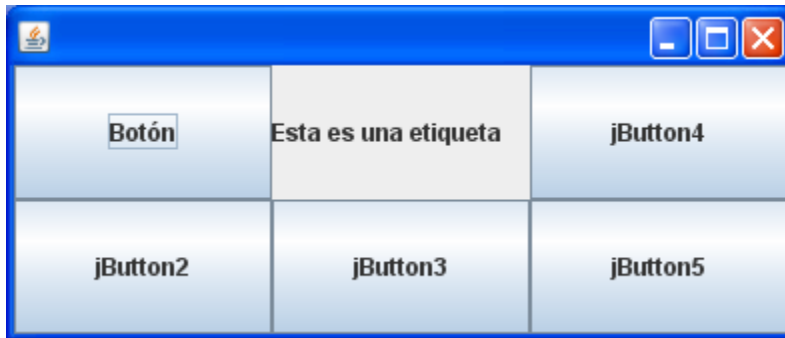 Botón
Esta es una etiqueta
jButton4
jButton2
jButton3
jButton5